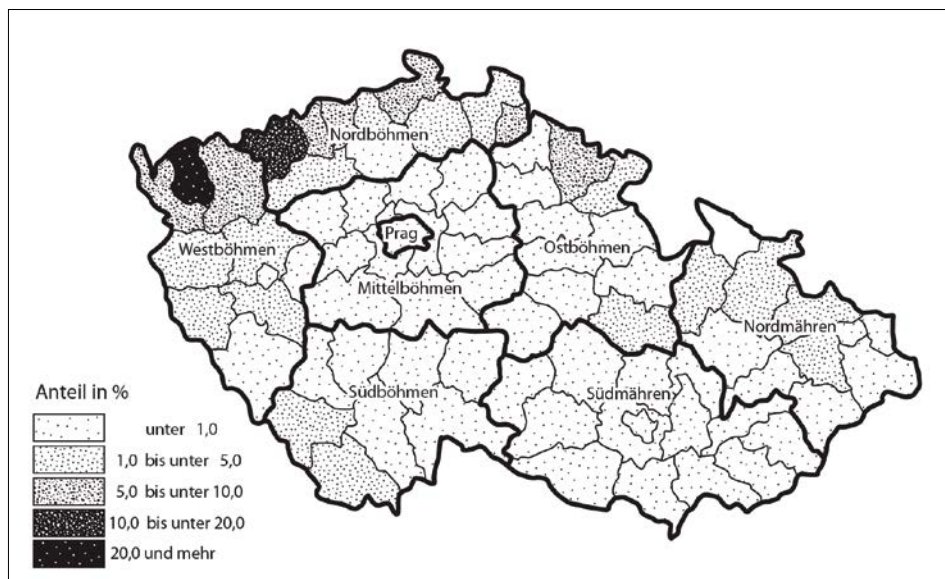 Nordböhmen
Prag
Westböhmen
Ostböhmen
Mittelböhmen
Nordmähren
Südböhmen
Südmähren
Anteil in %
unter 1,0
1,0 bis unter 5,0
5,0 bis unter 10,0
10,0 bis unter 20,0
20,0 und mehr